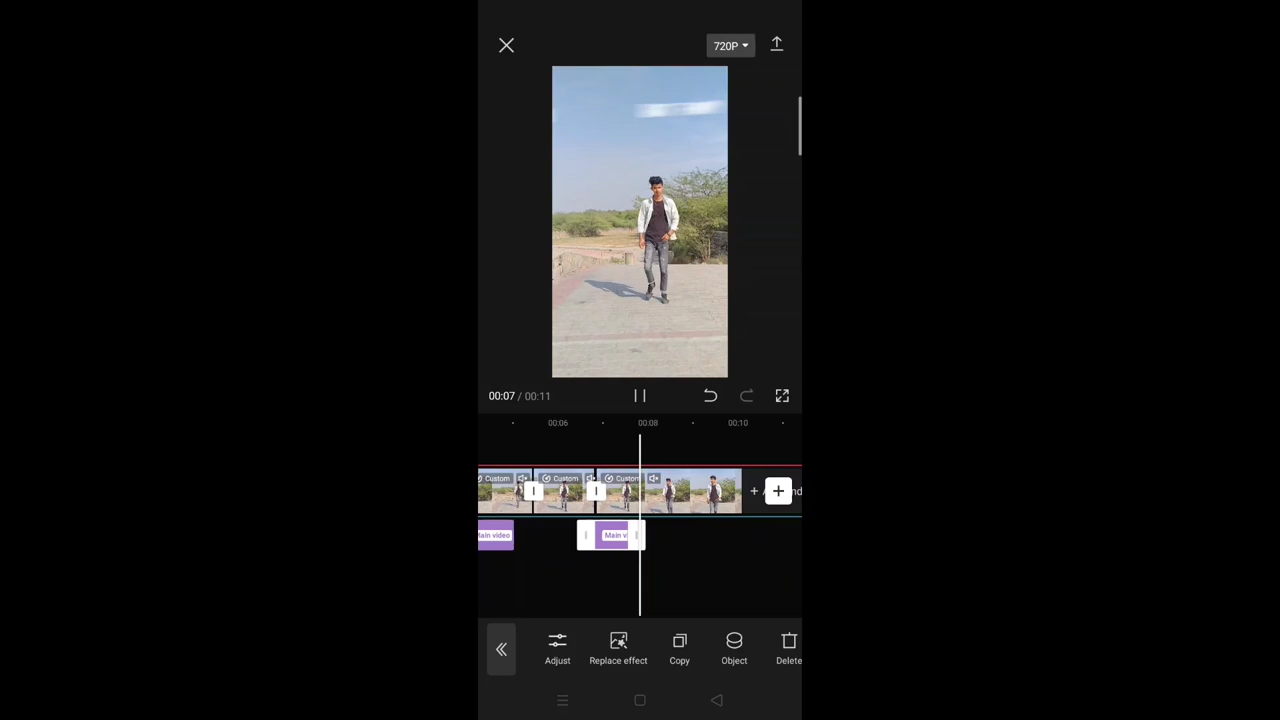 720P
00:07 / 00:11
00:06 00:08 00:10
Custom Custom Custom
Main video Main v
Adjust Replace effect Copy Object Delete